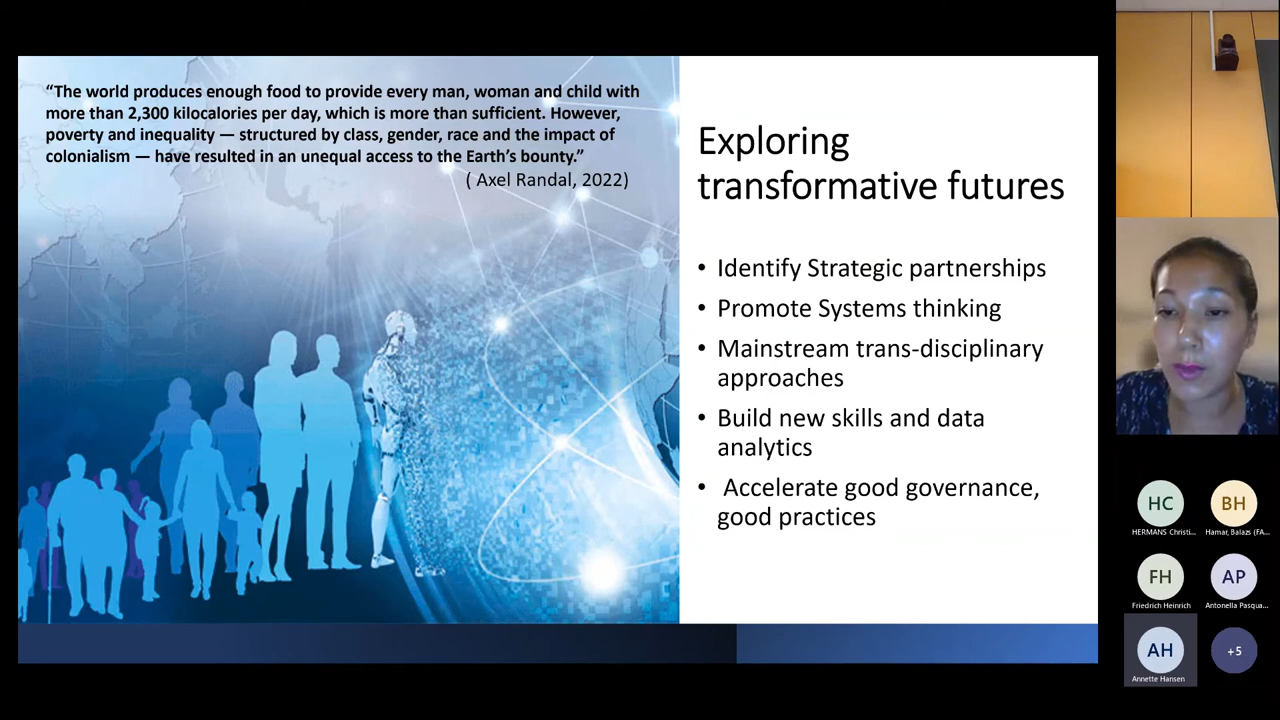 “The world produces enough food to provide every man, woman and child with
more than 2,300 kilocalories per day, which is more than sufficient. However,
poverty and inequality — structured by class, gender, race and the impact of
colonialism — have resulted in an unequal access to the Earth’s bounty.”
( Axel Randal, 2022)
Exploring
transformative futures
• Identify Strategic partnerships
• Promote Systems thinking
• Mainstream trans-disciplinary
approaches
• Build new skills and data
analytics
• Accelerate good governance,
good practices
HC
HERMANS Christi...
BH
Hamar, Balazs (FA...
FH
Friedrich Heinrich
AP
Antonella Pasqua...
AH
Annette Hansen
+5